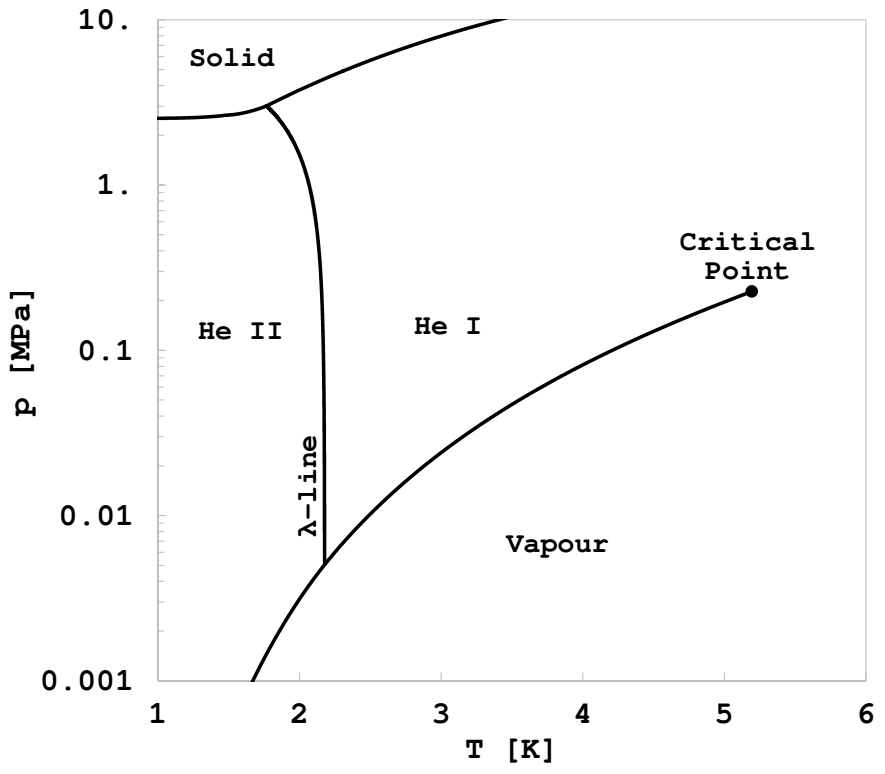 10.
Solid
1.
Critical
Point
He II
He I
0.1
p [MPa]
λ-line
0.01
Vapour
0.001
1 2 3 4 5 6
T [K]